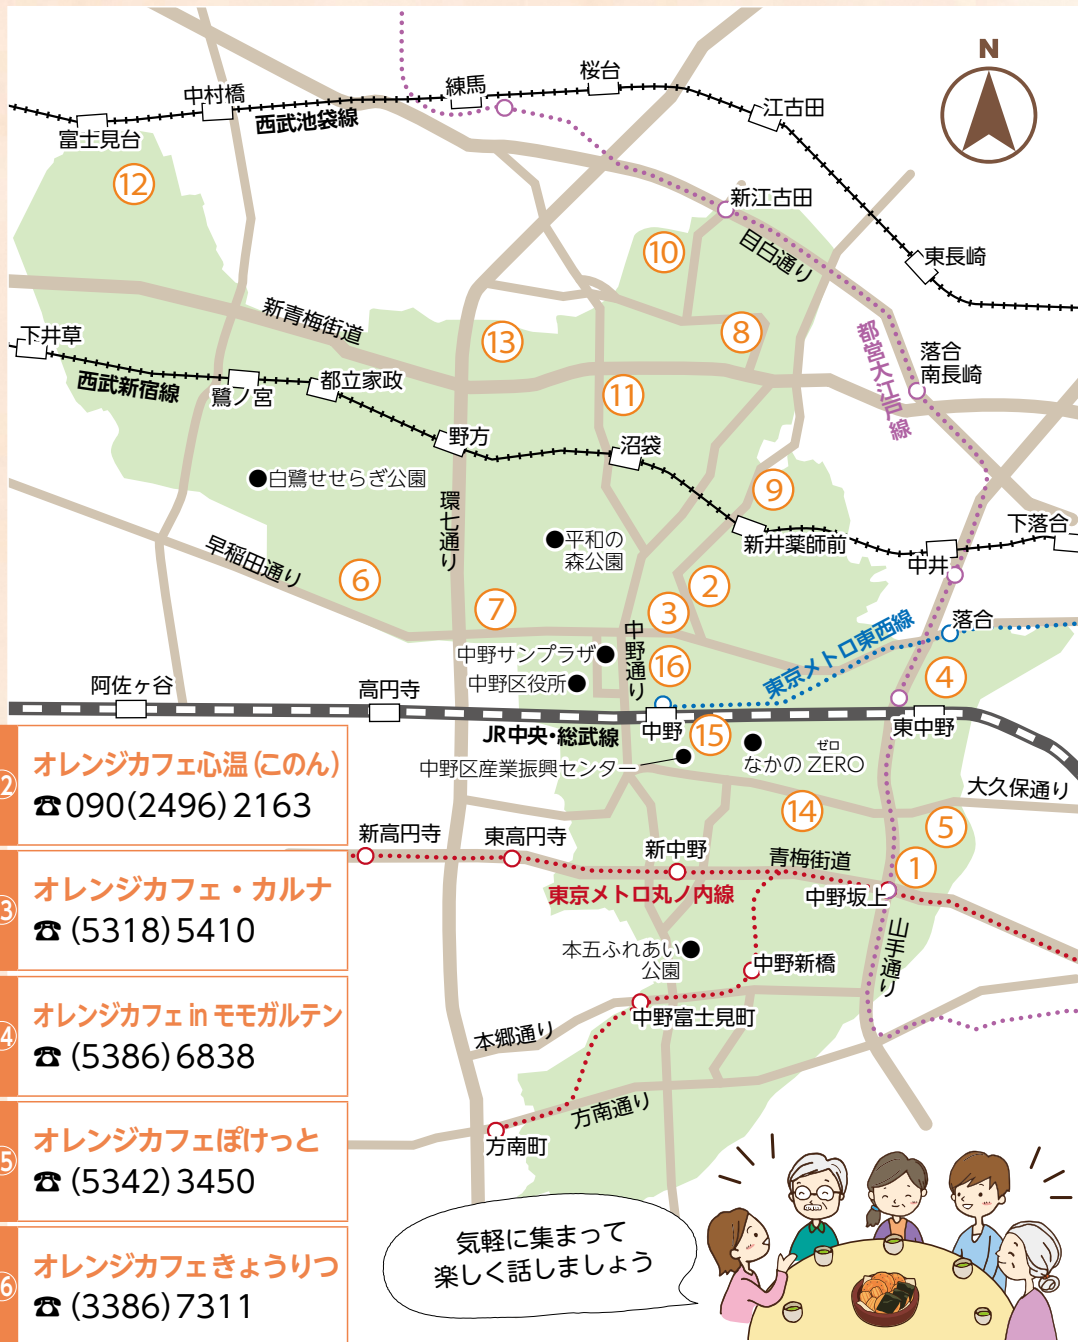 N
練馬
桜台
中村橋
江古田
西武池袋線
富士見台
⑫
新江古田
⑩
目白通り
東長崎
新青梅街道
⑬
⑧
都営大江戸線
下井草
落合
南長崎
西武新宿線
鷺ノ宮
都立家政
⑪
野方
沼袋
白鷺せせらぎ公園
環七通り
⑨
平和の
森公園
新井薬師前
下落合
中井
早稲田通り
⑥
⑦
②
③
中野通り
落合
東京メトロ東西線
中野サンプラザ
⑯
中野区役所
④
阿佐ヶ谷
高円寺
JR中央・総武線
中野
⑮
東中野
ゼロ
なかの ZERO
中野区産業振興センター
大久保通り
⑭
⑤
新高円寺
東高円寺
新中野
青梅街道
①
東京メトロ丸ノ内線
中野坂上
山手通り
本五ふれあい
公園
中野新橋
中野富士見町
本郷通り
方南通り
方南町
2
オレンジカフェ心温(このん)
☎090(2496)2163
3
オレンジカフェ・カルナ
☎(5318)5410
4
オレンジカフェ in モモガルテン
☎(5386)6838
5
オレンジカフェぽけっと
☎(5342)3450
6
オレンジカフェきょうりつ
☎(3386)7311
気軽に集まって
楽しく話しましょう